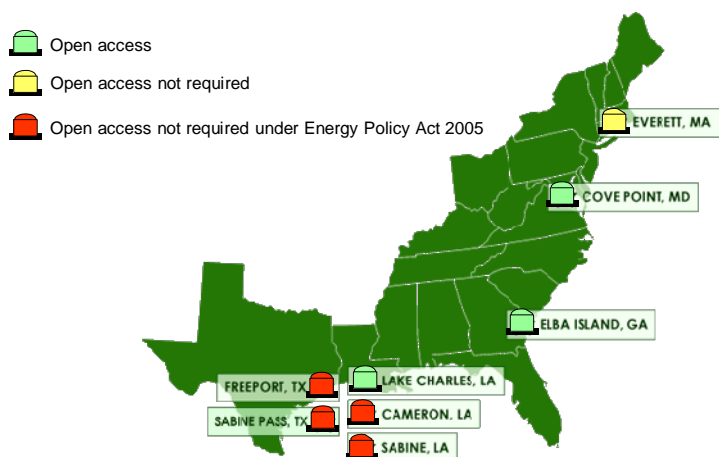 Open access
Open access not required
Open access not required under Energy Policy Act 2005
EVERETT, MA
COVE POINT, MD
ELBA ISLAND, GA
FREEPORT, TX
LAKE CHARLES, LA
SABINE PASS, TX
CAMERON, LA
SABINE, LA